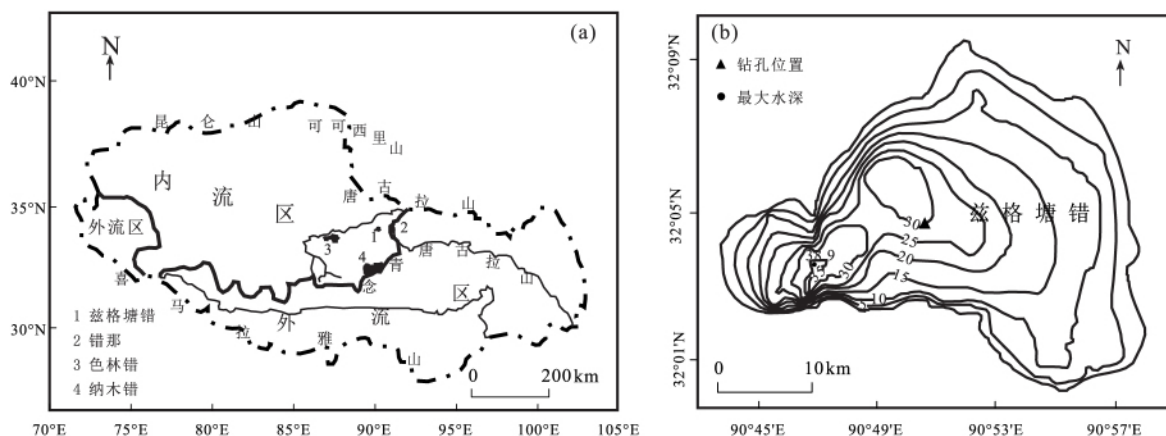 (a)
N
40°N
35°N
30°N
昆仑山
可可西里山
唐古拉山
内流区
外流区
1
2
3
4
青
念
唐古拉山
喜马拉雅山
外流区
1 兹格塘错
2 错那
3 色林错
4 纳木错
0 200km
70°E 75°E 80°E 85°E 90°E 95°E 100°E 105°E
(b)
N
▲ 钻孔位置
● 最大水深
32°09′N
32°05′N
32°01′N
兹格塘错
30
25
20
15
10
30
38.9
0 10km
90°45′E 90°49′E 90°53′E 90°57′E